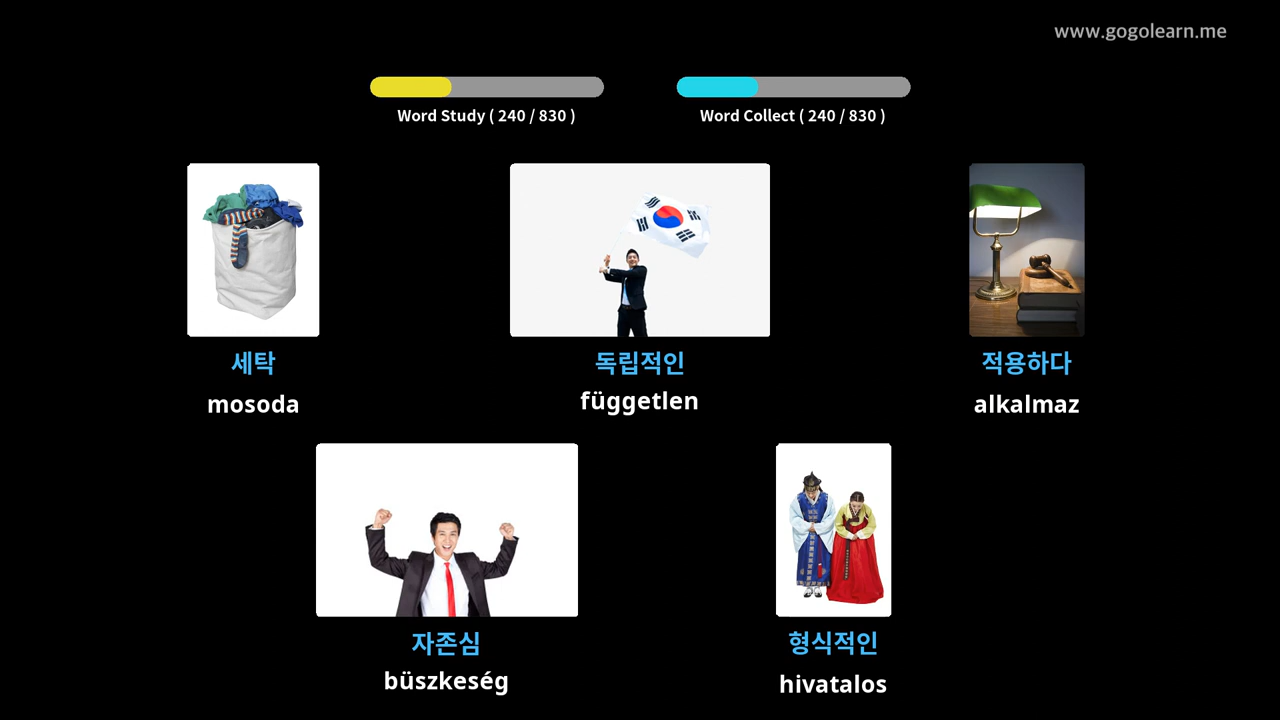 www.gogolearn.me
Word Study ( 240 / 830 )
Word Collect ( 240 / 830 )
세탁
mosoda
독립적인
független
적용하다
alkalmaz
자존심
büszkeség
형식적인
hivatalos